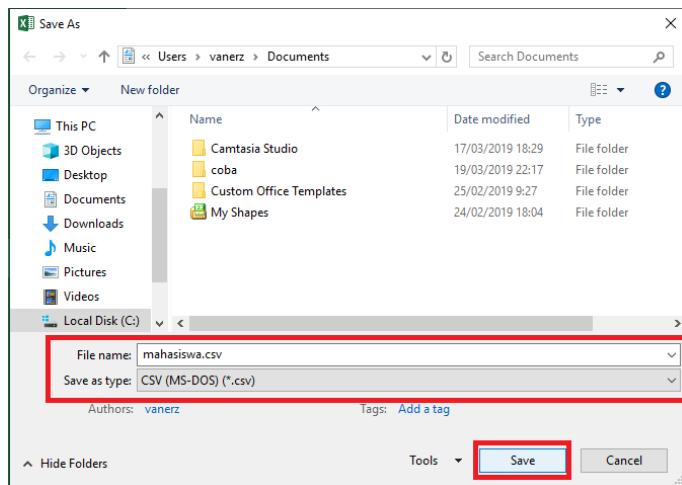 Save As
« Users > vanerz > Documents
Search Documents
Organize
New folder
Name
Date modified
Type
This PC
3D Objects
Desktop
Documents
Downloads
Music
Pictures
Videos
Local Disk (C:)
Camtasia Studio 17/03/2019 18:29 File folder
coba 19/03/2019 22:17 File folder
Custom Office Templates 25/02/2019 9:27 File folder
My Shapes 24/02/2019 18:04 File folder
File name: mahasiswa.csv
Save as type: CSV (MS-DOS) (*.csv)
Authors: vanerz
Tags: Add a tag
Hide Folders
Tools
Save
Cancel